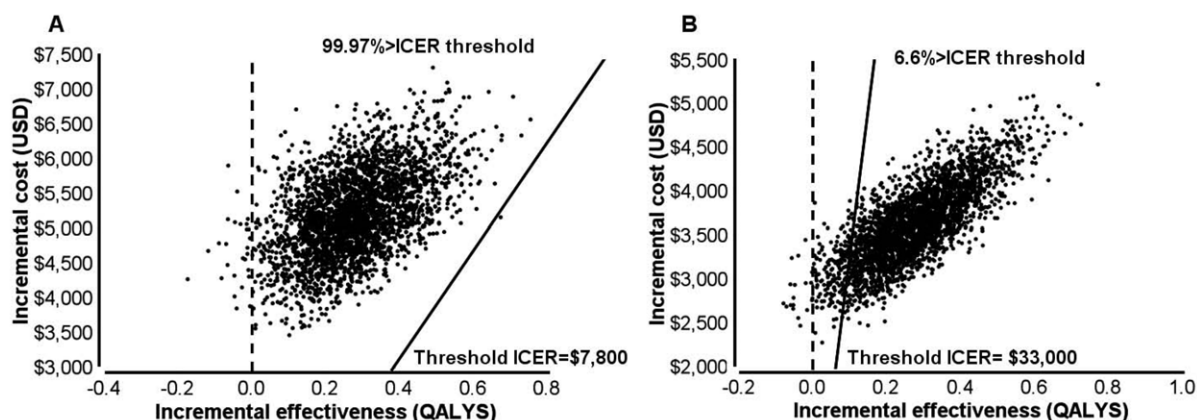 A
99.97%>ICER threshold
Incremental cost (USD)
$7,500
$7,000
$6,500
$6,000
$5,500
$5,000
$4,500
$4,000
$3,500
$3,000
Threshold ICER=$7,800
-0.4 -0.2 0.0 0.2 0.4 0.6 0.8
Incremental effectiveness (QALYS)
B
6.6%>ICER threshold
Incremental cost (USD)
$5,500
$5,000
$4,500
$4,000
$3,500
$3,000
$2,500
$2,000
Threshold ICER= $33,000
-0.2 0.0 0.2 0.4 0.6 0.8 1.0
Incremental effectiveness (QALYS)